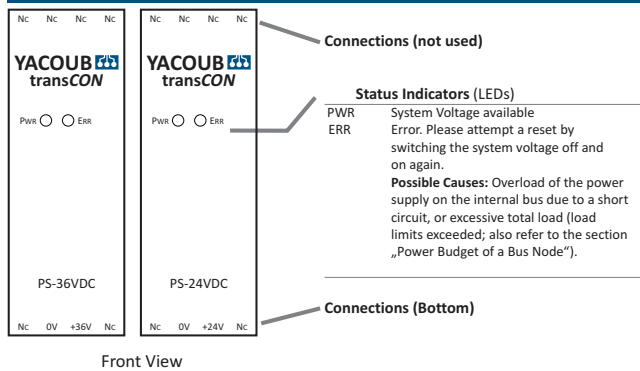 Nc Nc Nc Nc
YACOUB
transCON
PWR ERR
PS-36VDC
Nc 0V +36V Nc
Nc Nc Nc Nc
YACOUB
transCON
PWR ERR
PS-24VDC
Nc 0V +24V Nc
Front View
Connections (not used)
Status Indicators (LEDs)
PWR System Voltage available
ERR Error. Please attempt a reset by
switching the system voltage off and
on again.
Possible Causes: Overload of the power
supply on the internal bus due to a short
circuit, or excessive total load (load
limits exceeded; also refer to the section
„Power Budget of a Bus Node“).
Connections (Bottom)